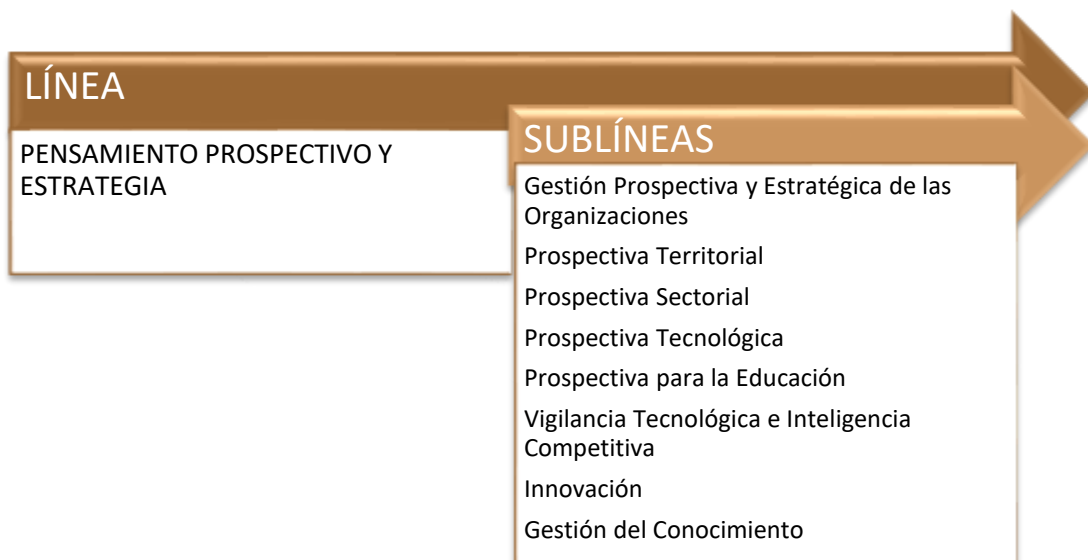 LÍNEA
PENSAMIENTO PROSPECTIVO Y
ESTRATEGIA
SUBLÍNEAS
Gestión Prospectiva y Estratégica de las
Organizaciones
Prospectiva Territorial
Prospectiva Sectorial
Prospectiva Tecnológica
Prospectiva para la Educación
Vigilancia Tecnológica e Inteligencia
Competitiva
Innovación
Gestión del Conocimiento